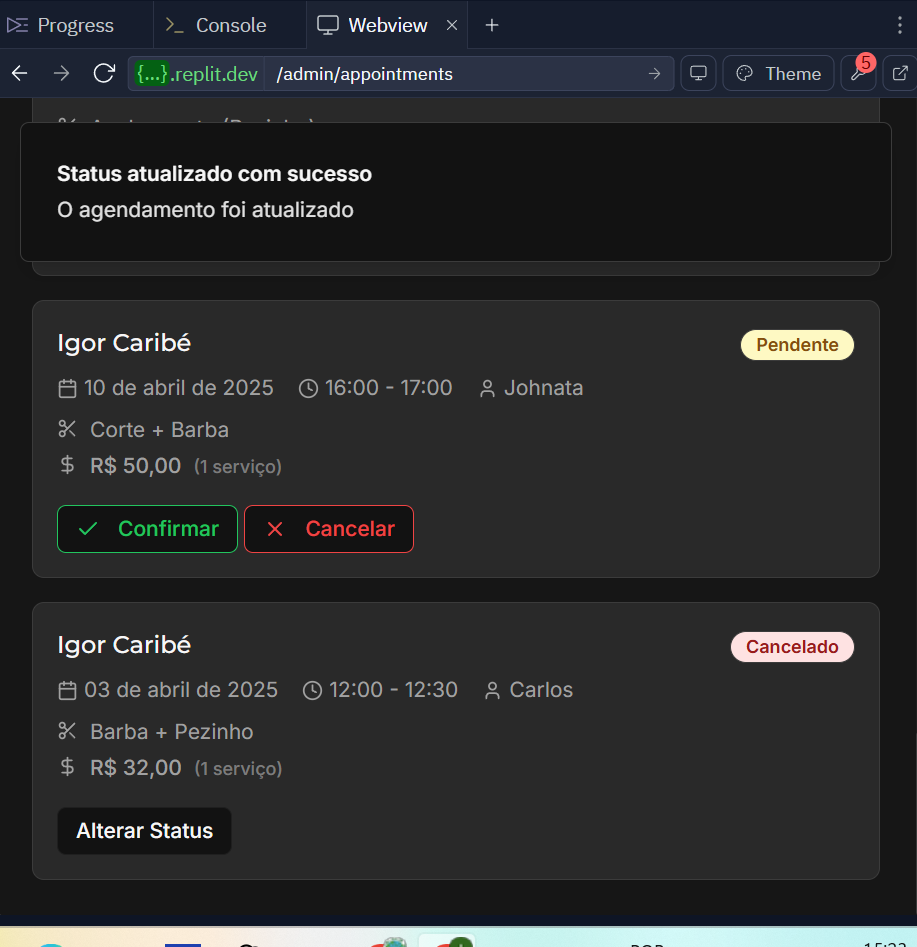 Progress
Console
Webview
{...}.replit.dev
/admin/appointments
Theme
5
Status atualizado com sucesso
O agendamento foi atualizado
Igor Caribé
Pendente
10 de abril de 2025 16:00 - 17:00 Johnata
Corte + Barba
R$ 50,00 (1 serviço)
Confirmar
Cancelar
Igor Caribé
Cancelado
03 de abril de 2025 12:00 - 12:30 Carlos
Barba + Pezinho
R$ 32,00 (1 serviço)
Alterar Status